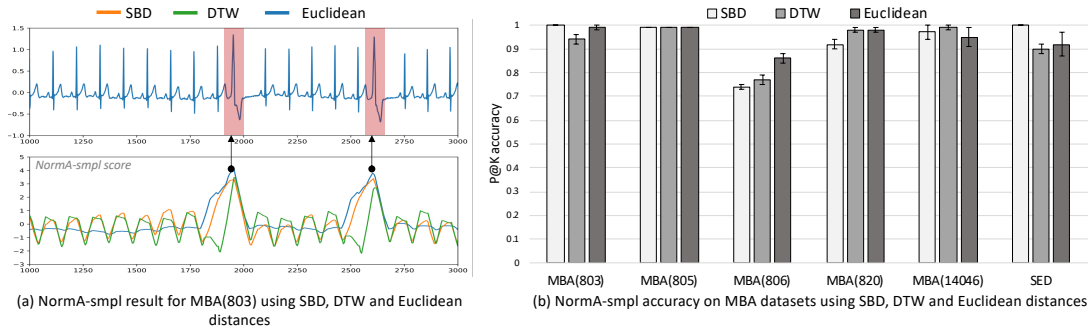 SBD DTW Euclidean
1.5
1.0
0.5
0.0
−0.5
−1.0
1000 1250 1500 1750 2000 2250 2500 2750 3000
NormA-smpl score
5
4
3
2
1
0
−1
−2
−3
1000 1250 1500 1750 2000 2250 2500 2750 3000
(a) NormA-smpl result for MBA(803) using SBD, DTW and Euclidean
distances
SBD DTW Euclidean
P@K accuracy
1
0.9
0.8
0.7
0.6
0.5
0.4
0.3
0.2
0.1
0
MBA(803) MBA(805) MBA(806) MBA(820) MBA(14046) SED
(b) NormA-smpl accuracy on MBA datasets using SBD, DTW and Euclidean distances